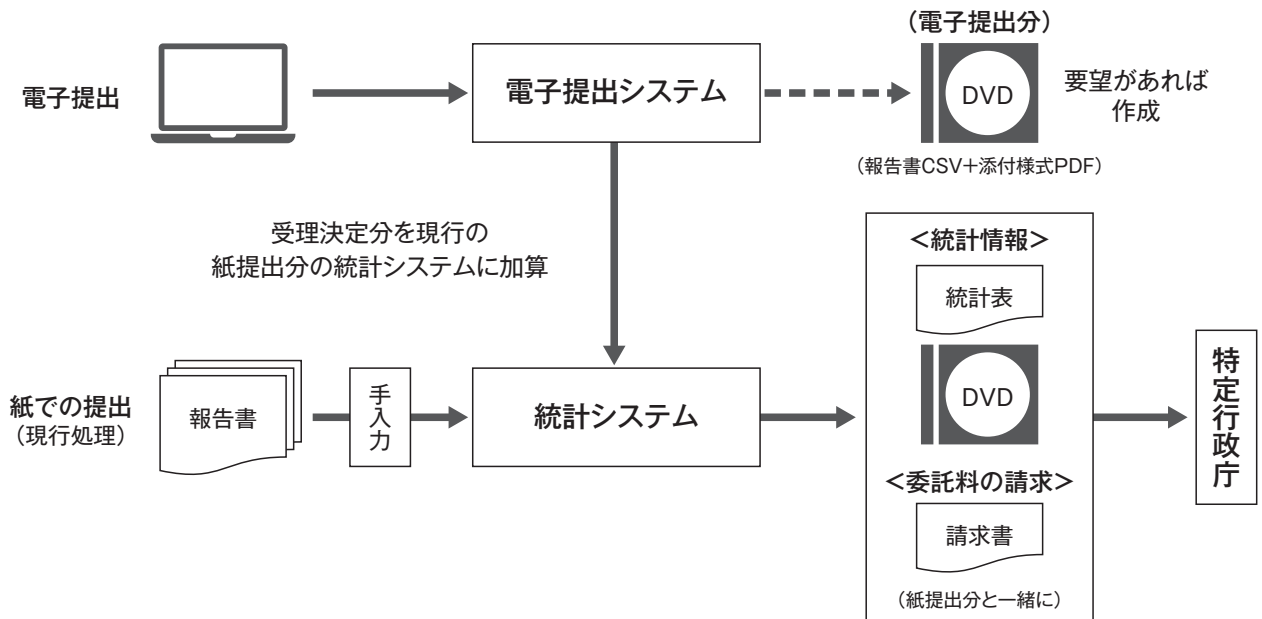 電子提出
電子提出システム
（電子提出分）
DVD
要望があれば
作成
（報告書CSV＋添付様式PDF）
受理決定分を現行の
紙提出分の統計システムに加算
紙での提出
（現行処理）
報告書
手入力
統計システム
＜統計情報＞
統計表
DVD
＜委託料の請求＞
請求書
（紙提出分と一緒に）
特定行政庁